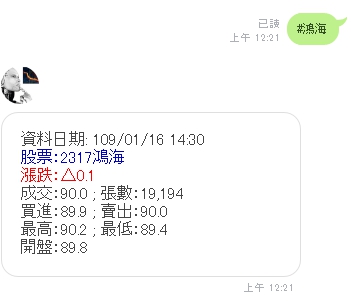 已讀
上午 12:21
#鴻海
資料日期: 109/01/16 14:30
股票:2317鴻海
漲跌:△0.1
成交:90.0 ; 張數:19,194
買進:89.9 ; 賣出:90.0
最高:90.2 ; 最低:89.4
開盤:89.8
上午 12:21